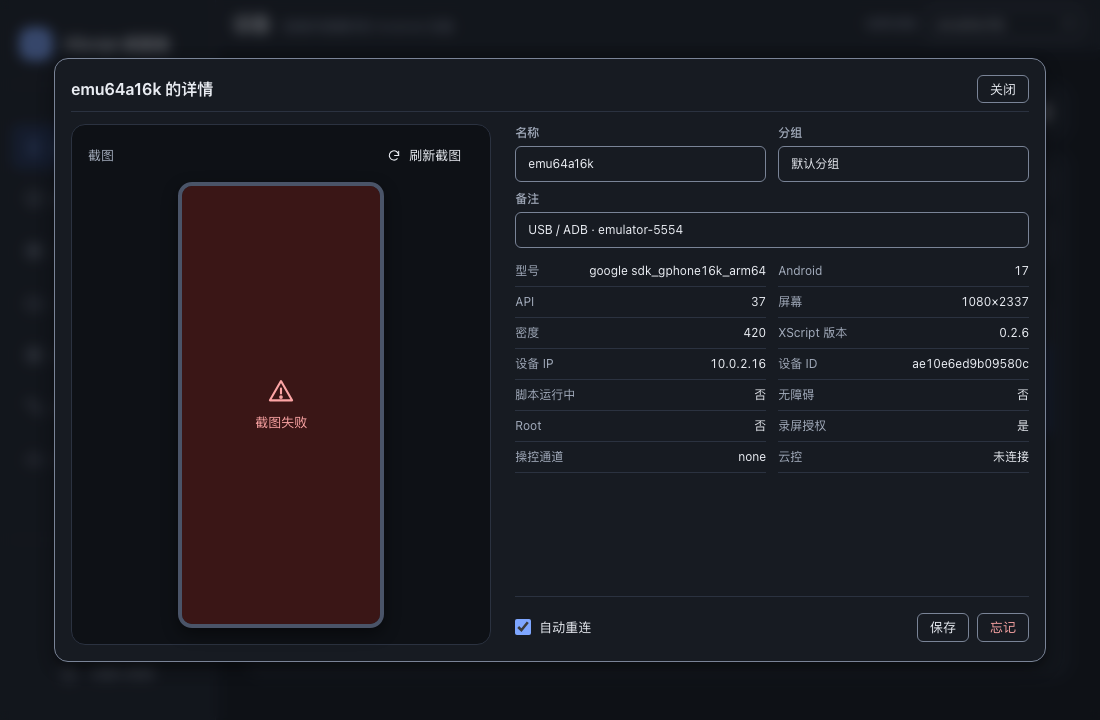 emu64a16k 的详情
关闭
截图
刷新截图
截图失败
名称
分组
emu64a16k
默认分组
备注
USB / ADB · emulator-5554
型号 google sdk_gphone16k_arm64
Android 17
API 37
屏幕 1080×2337
密度 420
XScript 版本 0.2.6
设备 IP 10.0.2.16
设备 ID ae10e6ed9b09580c
脚本运行中 否
无障碍 否
Root 否
录屏授权 是
操控通道 none
云控 未连接
自动重连
保存
忘记